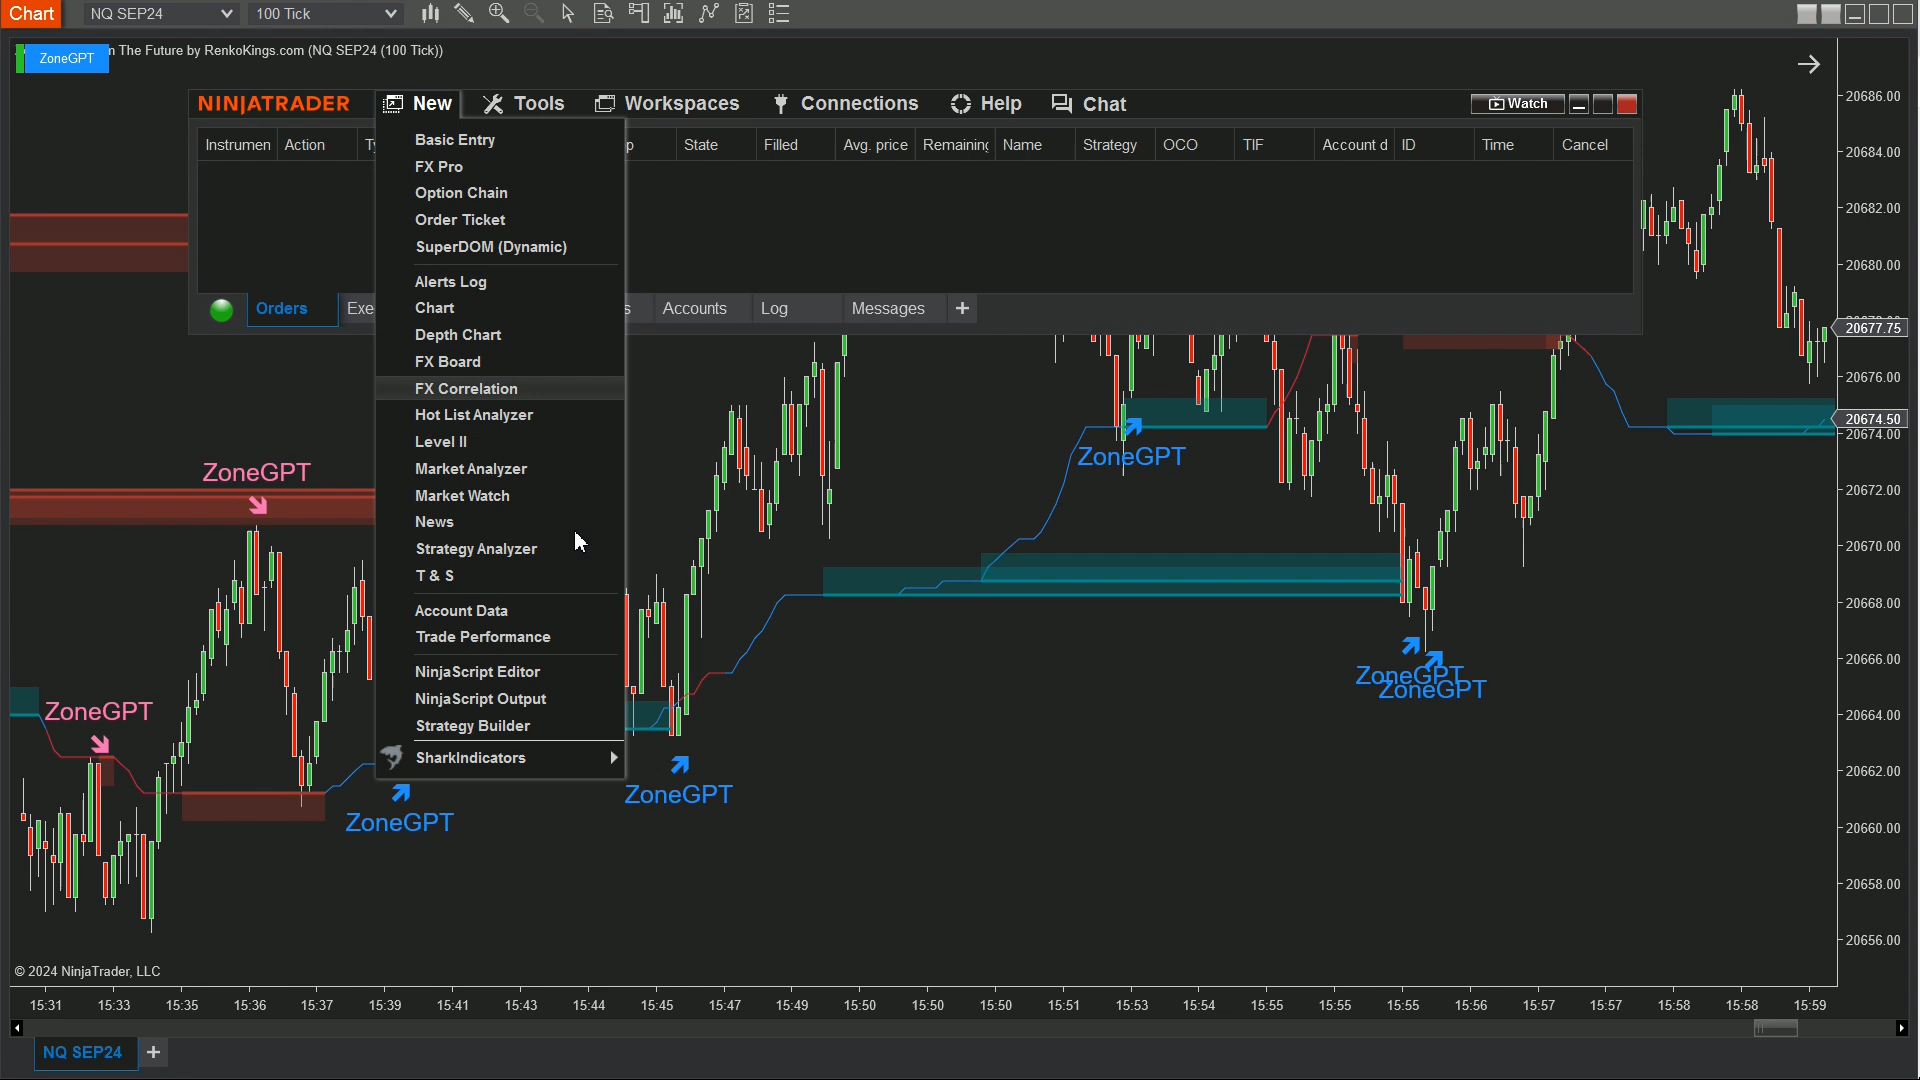 Chart NQ SEP24 100 Tick
ZoneGPT The Future by RenkoKings.com (NQ SEP24 (100 Tick))
NINJATRADER New Tools Workspaces Connections Help Chat Watch
Instrumen Action State Filled Avg. price Remaining Name Strategy OCO TIF Account d ID Time Cancel
Basic Entry
FX Pro
Option Chain
Order Ticket
SuperDOM (Dynamic)
Alerts Log
Chart
Depth Chart
FX Board
FX Correlation
Hot List Analyzer
Level II
Market Analyzer
Market Watch
News
Strategy Analyzer
T & S
Account Data
Trade Performance
NinjaScript Editor
NinjaScript Output
Strategy Builder
SharkIndicators
Orders Exe s Accounts Log Messages +
ZoneGPT
ZoneGPT
ZoneGPT
ZoneGPT
ZoneGPT
ZoneGPT
ZoneGPT
20686.00
20684.00
20682.00
20680.00
20677.75
20676.00
20674.50
20674.00
20672.00
20670.00
20668.00
20666.00
20664.00
20662.00
20660.00
20658.00
20656.00
© 2024 NinjaTrader, LLC
15:31 15:33 15:35 15:36 15:37 15:39 15:41 15:43 15:44 15:45 15:47 15:49 15:50 15:50 15:50 15:51 15:53 15:54 15:55 15:55 15:55 15:56 15:57 15:57 15:58 15:58 15:59
NQ SEP24 +